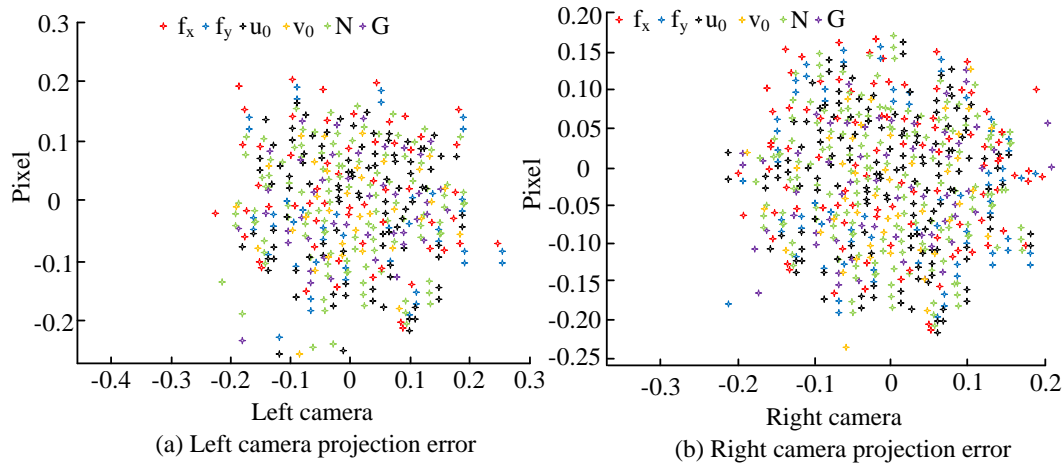 0.3
f_x f_y u_0 v_0 N G
0.2
0.1
0
-0.1
-0.2
Pixel
-0.4 -0.3 -0.2 -0.1 0 0.1 0.2 0.3
Left camera
(a) Left camera projection error
0.20
f_x f_y u_0 v_0 N G
0.15
0.10
0.05
0
-0.05
-0.10
-0.15
-0.20
-0.25
Pixel
-0.3 -0.2 -0.1 0 0.1 0.2
Right camera
(b) Right camera projection error